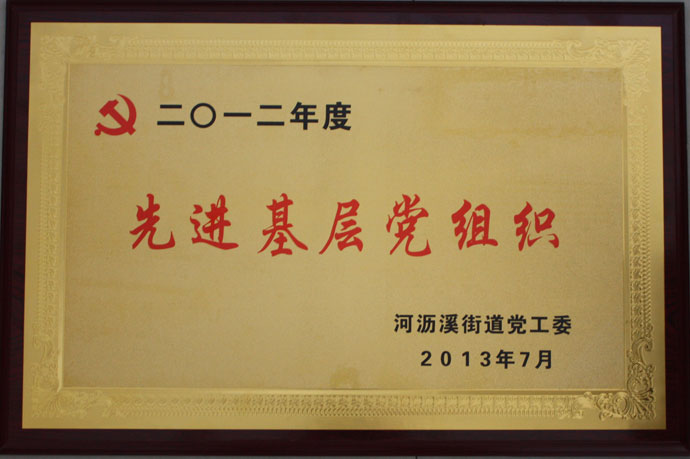 二〇一二年度
先进基层党组织
河沥溪街道党工委
2013年7月